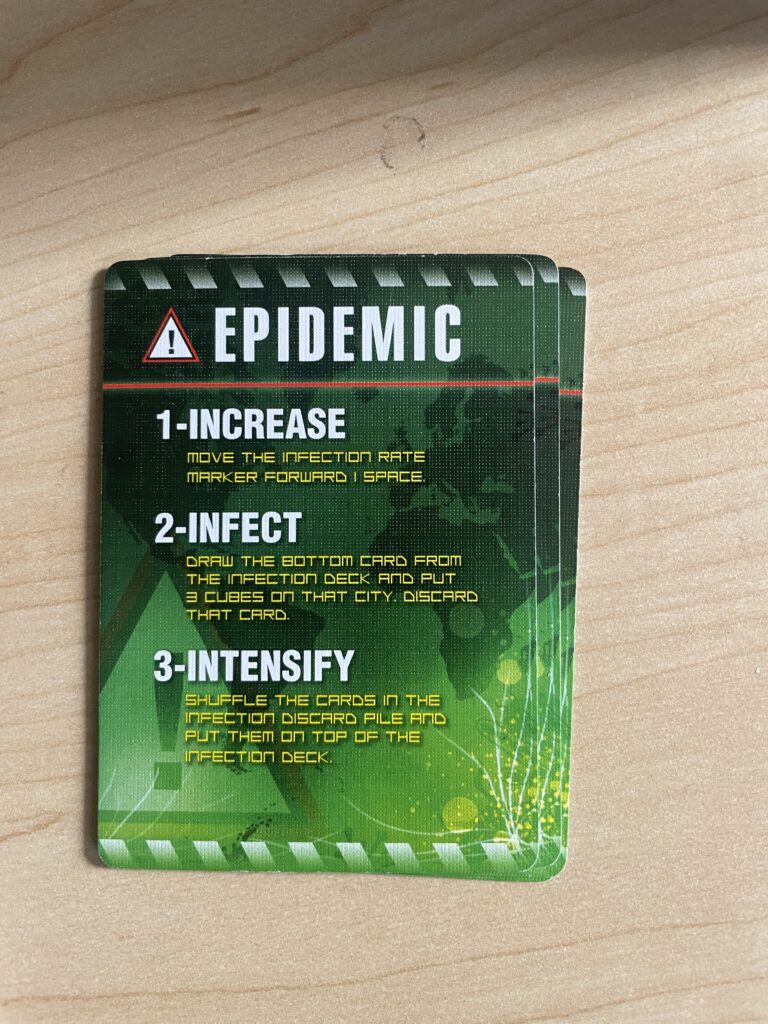 EPIDEMIC
1-INCREASE
MOVE THE INFECTION RATE
MARKER FORWARD 1 SPACE.
2-INFECT
DRAW THE BOTTOM CARD FROM
THE INFECTION DECK AND PUT
3 CUBES ON THAT CITY. DISCARD
THAT CARD.
3-INTENSIFY
SHUFFLE THE CARDS IN THE
INFECTION DISCARD PILE AND
PUT THEM ON TOP OF THE
INFECTION DECK.